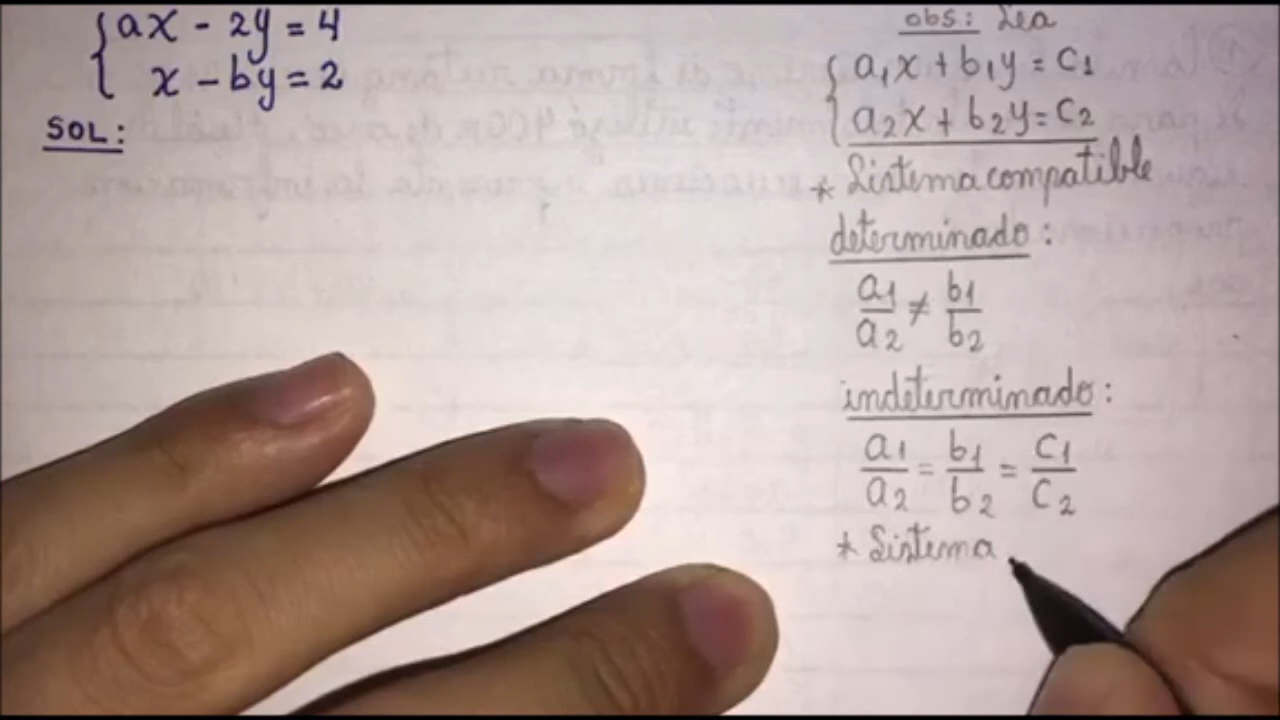 ax - 2y = 4
x - by = 2
SOL:
obs: Sea
a1x + b1y = c1
a2x + b2y = c2
* Sistema compatible
determinado:
a1/a2 ≠ b1/b2
indeterminado:
a1/a2 = b1/b2 = c1/c2
* Sistema